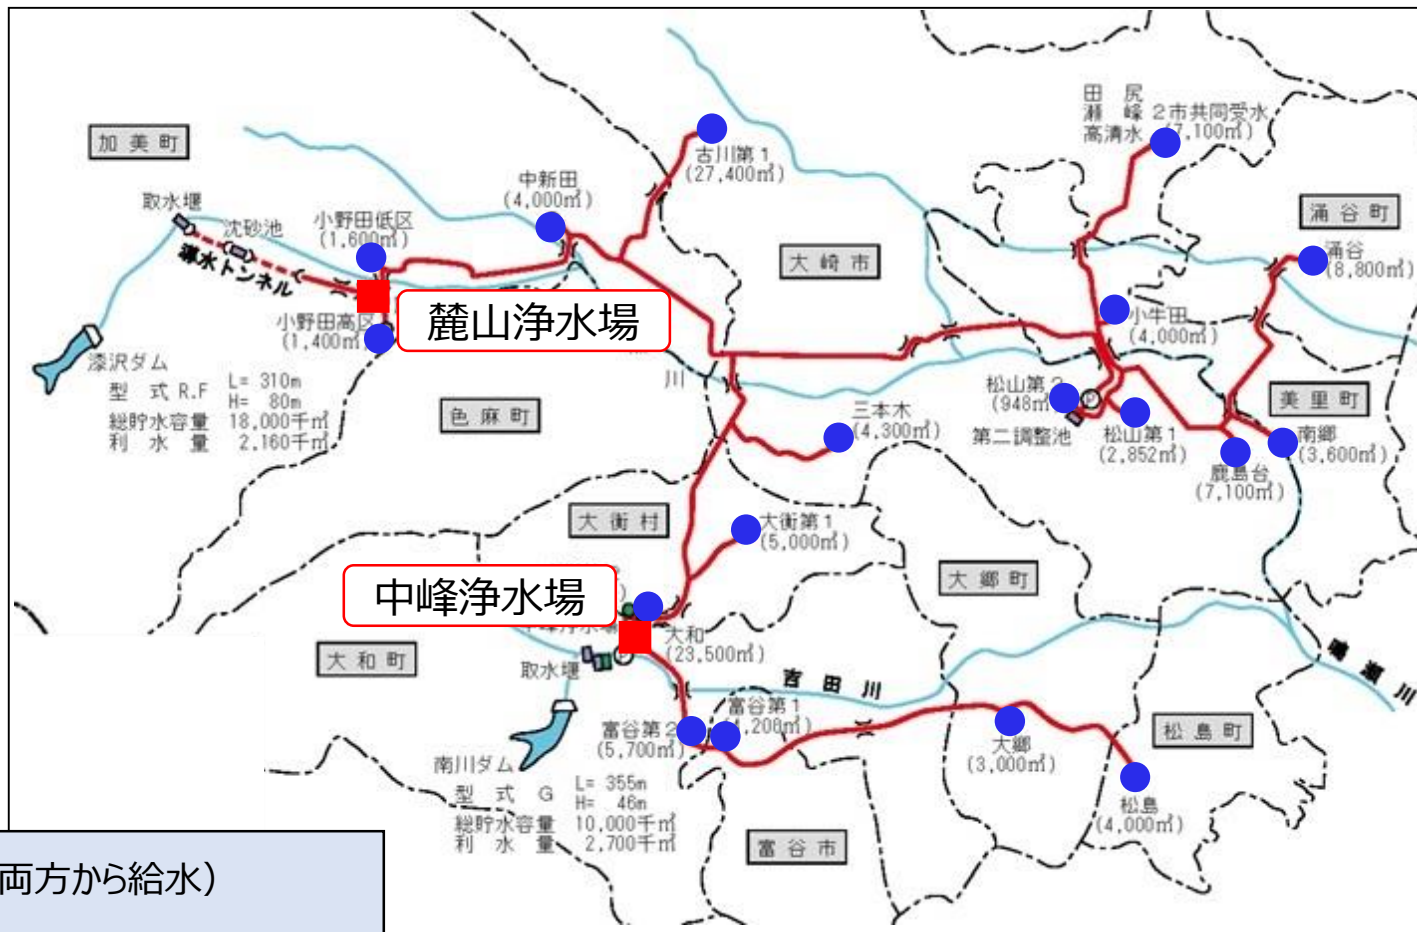 加美町
取水堰
沈砂池
導水トンネル
小野田低区
(1,600㎥)
小野田高区
(1,400㎥)
麓山浄水場
中新田
(4,000㎥)
古川第1
(27,400㎥)
田尻
瀬峰
高清水
2市共同受水
(7,100㎥)
涌谷町
涌谷
(8,800㎥)
大崎市
小牛田
(4,000㎥)
漆沢ダム
型式R.F
L= 310m
H= 80m
総貯水容量 18,000千㎥
利水量 2,160千㎥
色麻町
川
三本木
(4,300㎥)
松山第2
(948㎥)
第二調整池
P
松山第1
(2,852㎥)
美里町
南郷
(3,600㎥)
鹿島台
(7,100㎥)
大衡村
大衡第1
(5,000㎥)
大郷町
中峰浄水場
中峰浄水場
大和
(23,500㎥)
大和町
取水堰
P
吉田川
鳴瀬川
富谷第1
(4,208㎥)
富谷第2
(5,700㎥)
大郷
(3,000㎥)
松島町
松島
(4,000㎥)
南川ダム
型式 G
L= 355m
H= 46m
総貯水容量 10,000千㎥
利水量 2,700千㎥
富谷市
両方から給水)